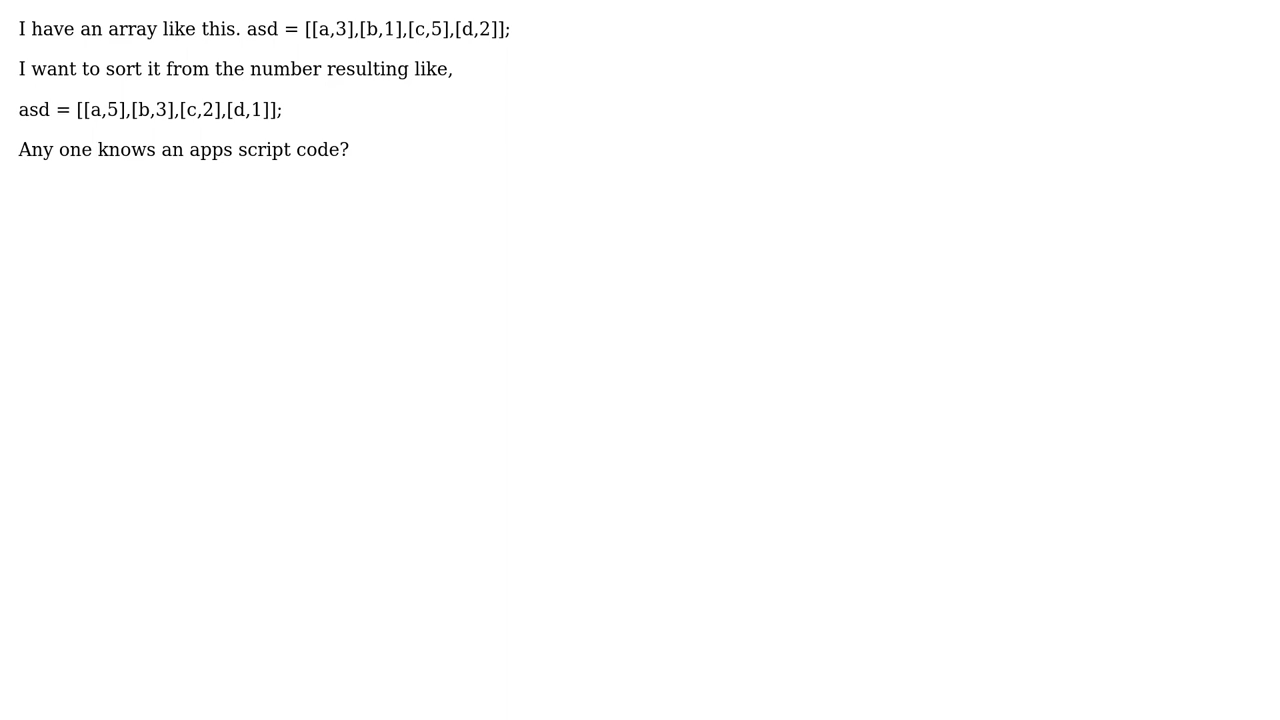 I have an array like this. asd = [[a,3],[b,1],[c,5],[d,2]];
I want to sort it from the number resulting like,
asd = [[a,5],[b,3],[c,2],[d,1]];
Any one knows an apps script code?